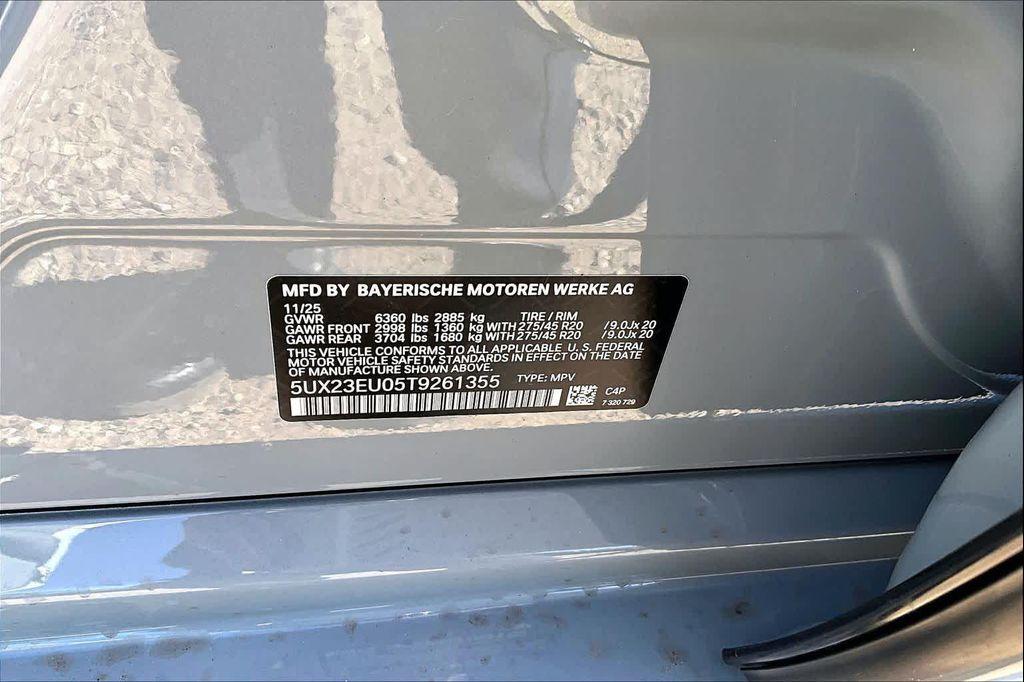 MFD BY BAYERISCHE MOTOREN WERKE AG
11/25
GVWR 6360 lbs 2885 kg TIRE / RIM
GAWR FRONT 2998 lbs 1360 kg WITH 275/45 R20 /9.0Jx 20
GAWR REAR 3704 lbs 1680 kg WITH 275/45 R20 /9.0Jx 20
THIS VEHICLE CONFORMS TO ALL APPLICABLE U. S. FEDERAL
MOTOR VEHICLE SAFETY STANDARDS IN EFFECT ON THE DATE
OF MANUFACTURE SHOWN ABOVE.
5UX23EU05T9261355 TYPE: MPV
C4P
7 320 729